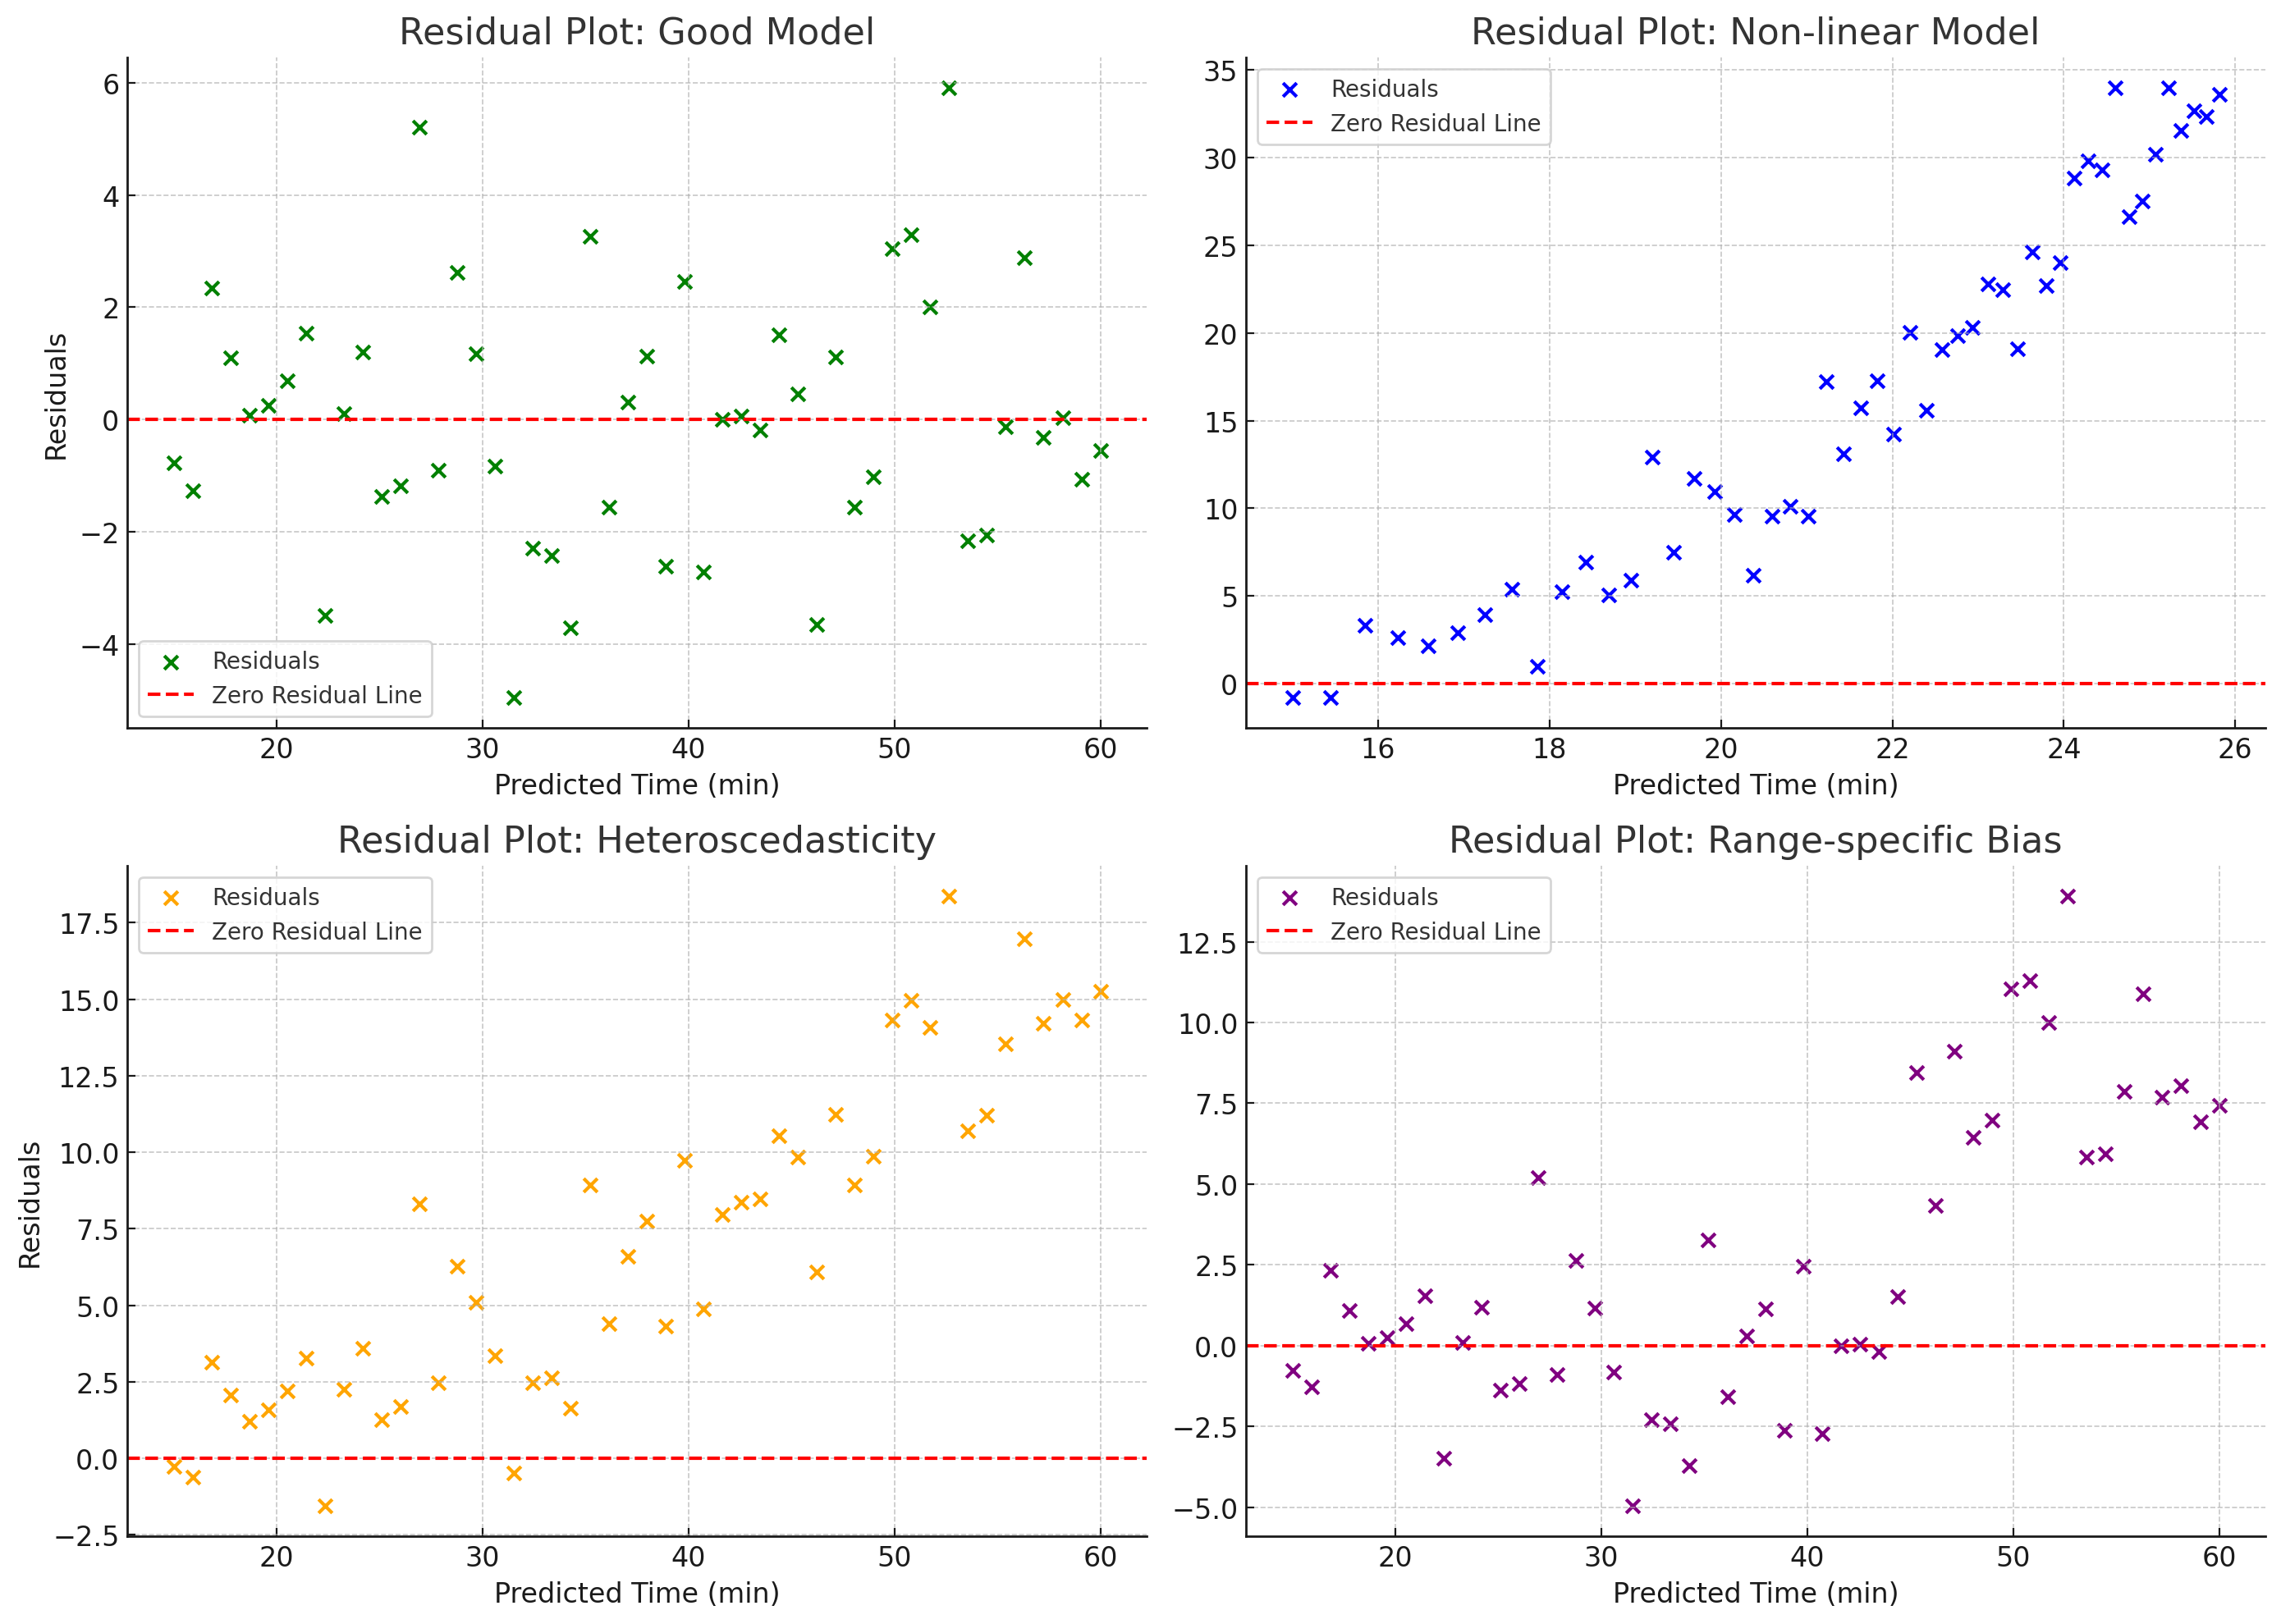 Residual Plot: Good Model
6
4
2
0
−2
−4
Residuals
Residuals
Zero Residual Line
20 30 40 50 60
Predicted Time (min)
Residual Plot: Non-linear Model
35
30
25
20
15
10
5
0
Residuals
Zero Residual Line
16 18 20 22 24 26
Predicted Time (min)
Residual Plot: Heteroscedasticity
17.5
15.0
12.5
10.0
7.5
5.0
2.5
0.0
−2.5
Residuals
Residuals
Zero Residual Line
20 30 40 50 60
Predicted Time (min)
Residual Plot: Range-specific Bias
12.5
10.0
7.5
5.0
2.5
0.0
−2.5
−5.0
Residuals
Zero Residual Line
20 30 40 50 60
Predicted Time (min)